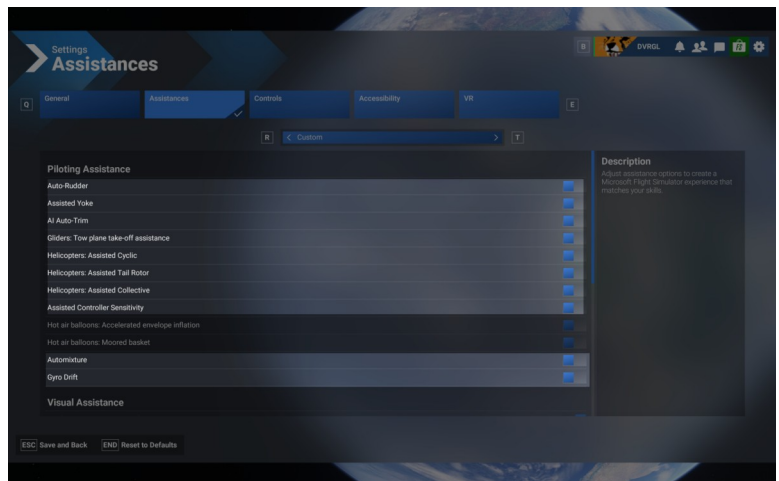 Settings
Assistances
B
DVRGL
Q
General
Assistances
Controls
Accessibility
VR
E
R
Custom
T
Piloting Assistance
Auto-Rudder
Assisted Yoke
AI Auto-Trim
Gliders: Tow plane take-off assistance
Helicopters: Assisted Cyclic
Helicopters: Assisted Tail Rotor
Helicopters: Assisted Collective
Assisted Controller Sensitivity
Hot air balloons: Accelerated envelope inflation
Hot air balloons: Moored basket
Automixture
Gyro Drift
Visual Assistance
Description
Adjust assistance options to create a
Microsoft Flight Simulator experience that
matches your skills.
ESC Save and Back
END Reset to Defaults